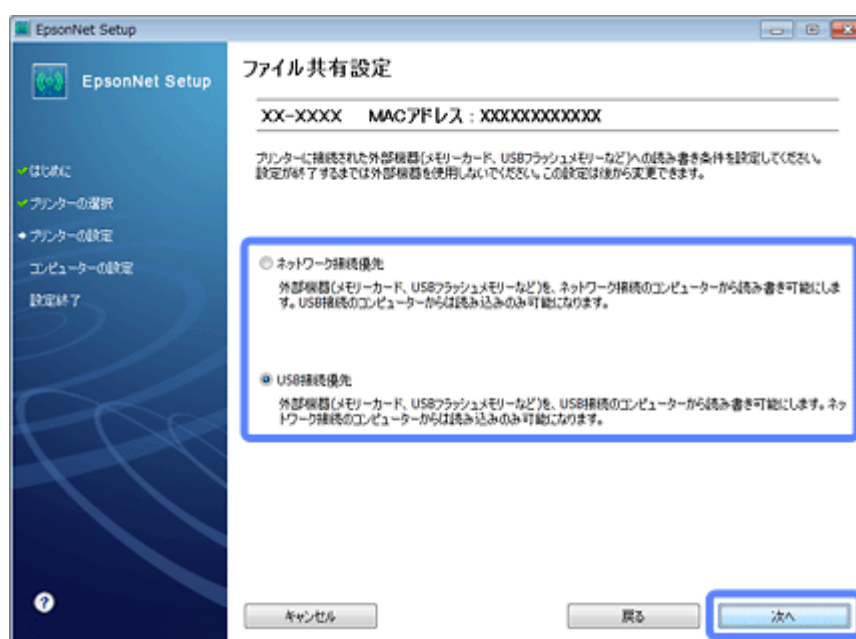 EpsonNet Setup
EpsonNet Setup
はじめに
プリンターの選択
プリンターの設定
コンピューターの設定
設定終了
ファイル共有設定
XX-XXXX MACアドレス：XXXXXXXXXXXX
プリンターに接続された外部機器(メモリーカード、USBフラッシュメモリーなど)への読み書き条件を設定してください。
設定が終了するまでは外部機器を使用しないでください。この設定は後から変更できます。
ネットワーク接続優先
外部機器(メモリーカード、USBフラッシュメモリーなど)を、ネットワーク接続のコンピューターから読み書き可能にしま
す。USB接続のコンピューターからは読み込みのみ可能になります。
USB接続優先
外部機器(メモリーカード、USBフラッシュメモリーなど)を、USB接続のコンピューターから読み書き可能にします。ネッ
トワーク接続のコンピューターからは読み込みのみ可能になります。
?
キャンセル
戻る
次へ